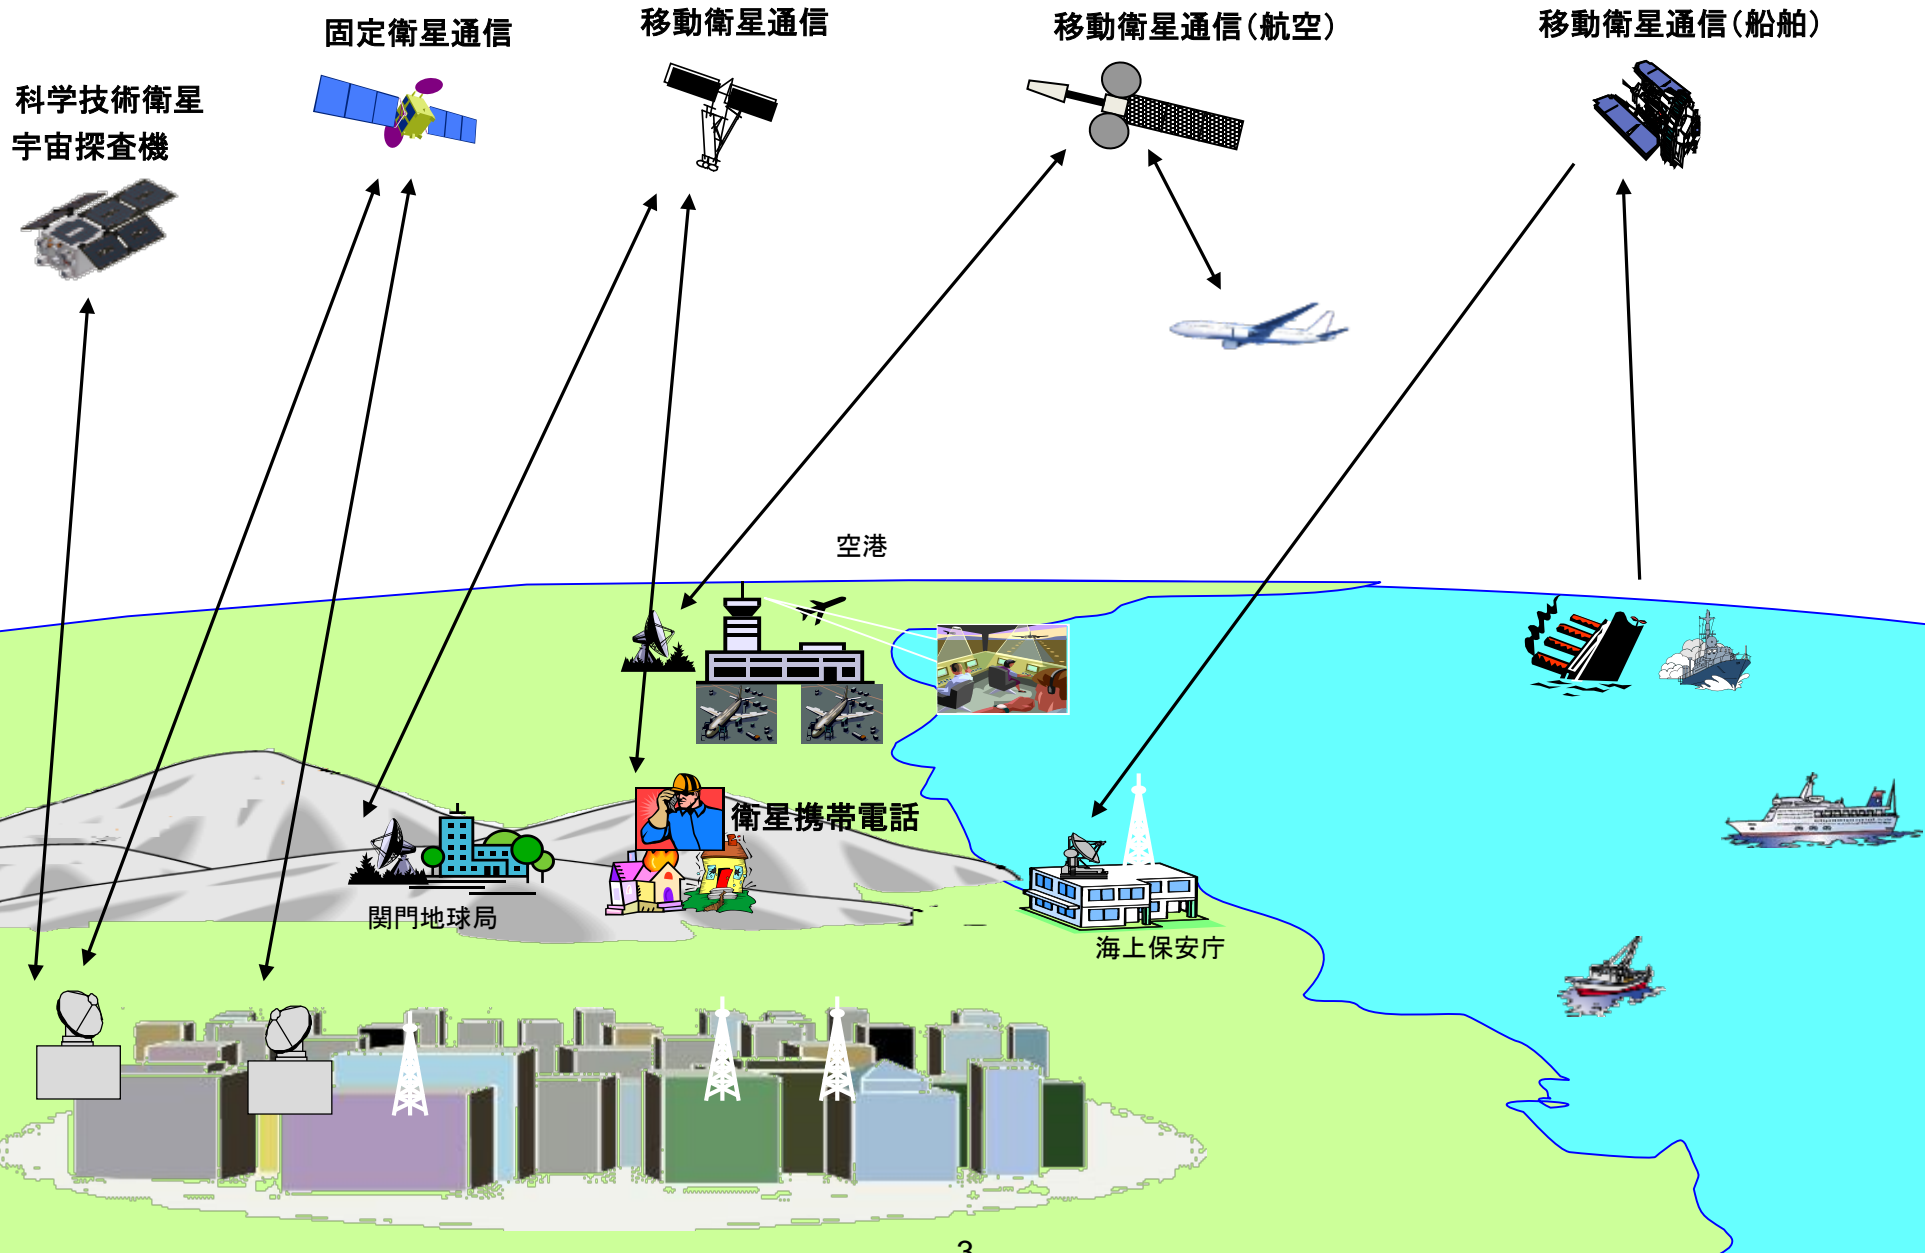 固定衛星通信
移動衛星通信
移動衛星通信（航空）
移動衛星通信（船舶）
科学技術衛星
宇宙探査機
空港
衛星携帯電話
関門地球局
海上保安庁
3